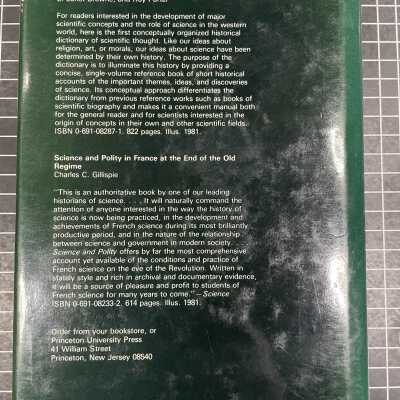 For readers interested in the development of major
scientific concepts and the role of science in the western
world, here is the first conceptually organized historical
dictionary of scientific thought. Like our ideas about
religion, art, or morals, our ideas about science have been
determined by their own history. The purpose of the
dictionary is to illuminate this history by providing a
concise, single-volume reference book of short historical
accounts of the important themes, ideas, and discoveries
of science. Its conceptual approach differentiates the
dictionary from previous reference works such as books of
scientific biography and makes it a convenient manual both
for the general reader and for scientists interested in the
origin of concepts in their own and other scientific fields.
ISBN 0-691-08287-1. 822 pages. Illus. 1981.
Science and Polity in France at the End of the Old
Regime
Charles C. Gillispie
"This is an authoritative book by one of our leading
historians of science. . . . It will naturally command the
attention of anyone interested in the way the history of
science is now being practiced, in the development and
achievements of French science during its most brilliantly
productive period, and in the nature of the relationship
between science and government in modern society. . . .
Science and Polity offers by far the most comprehensive
account yet available of the conditions and practice of
French science on the eve of the Revolution. Written in
stately style and rich in archival and documentary evidence,
it will be a source of pleasure and profit to students of
French science for many years to come."—Science
ISBN 0-691-08233-2. 614 pages. Illus. 1981.
Order from your bookstore, or
Princeton University Press
41 William Street
Princeton, New Jersey 08540